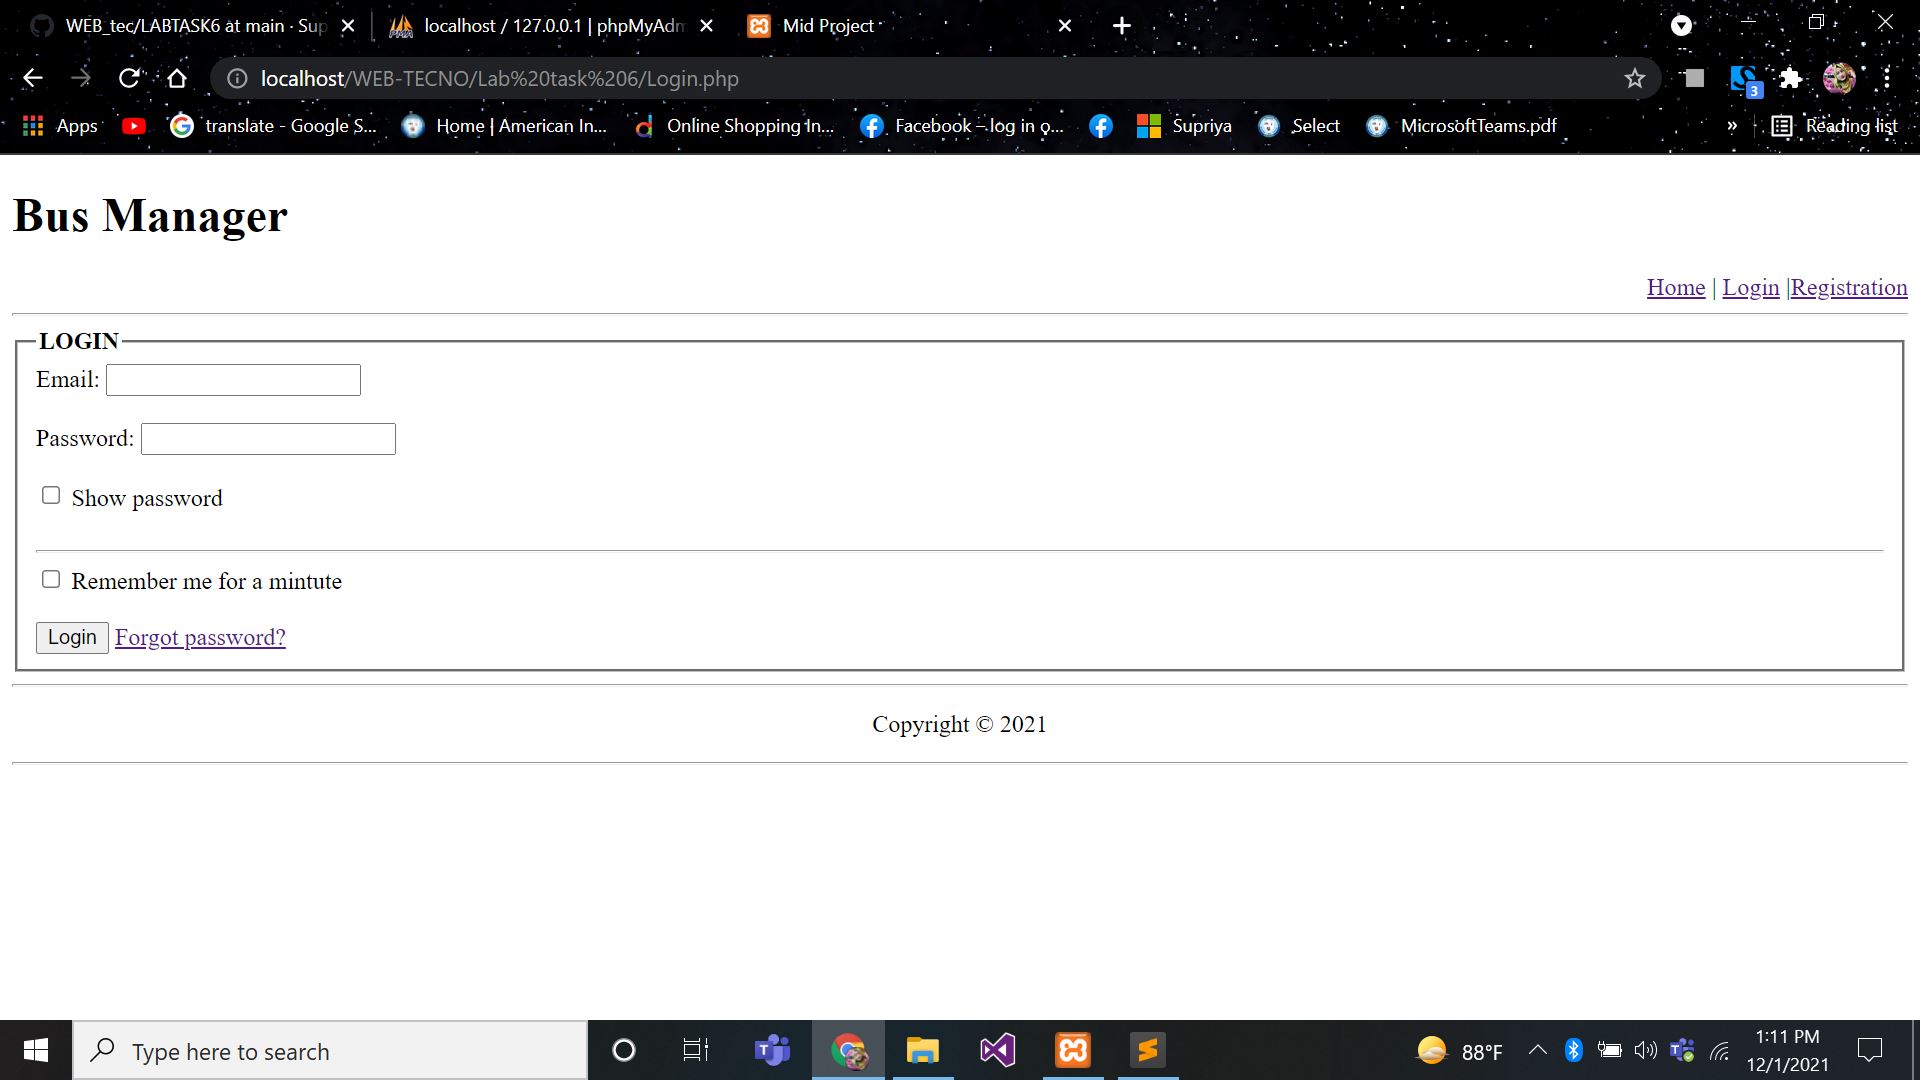 WEB_tec/LABTASK6 at main · Sup
localhost / 127.0.0.1 | phpMyAdm
Mid Project
localhost/WEB-TECNO/Lab%20task%206/Login.php
3
Apps
translate - Google S...
Home | American In...
Online Shopping In...
Facebook – log in o...
Supriya
Select
MicrosoftTeams.pdf
»
Reading list
Bus Manager
Home | Login |Registration
LOGIN
Email:
Password:
Show password
Remember me for a mintute
Login Forgot password?
Copyright © 2021
Type here to search
88°F
1:11 PM
12/1/2021